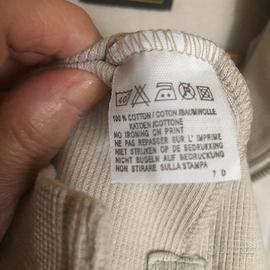 40
100 % COTTON / COTON / BAUMWOLLE
KATOEN / COTTONE
NO IRONING ON PRINT
NE PAS REPASSER SUR L' IMPRIME
NIET STRIJKEN OP DE BEDRUKKING
NICHT BUGELN AUF BEDRUCKUNG
NON STIRARE SULLA STAMPA
? D